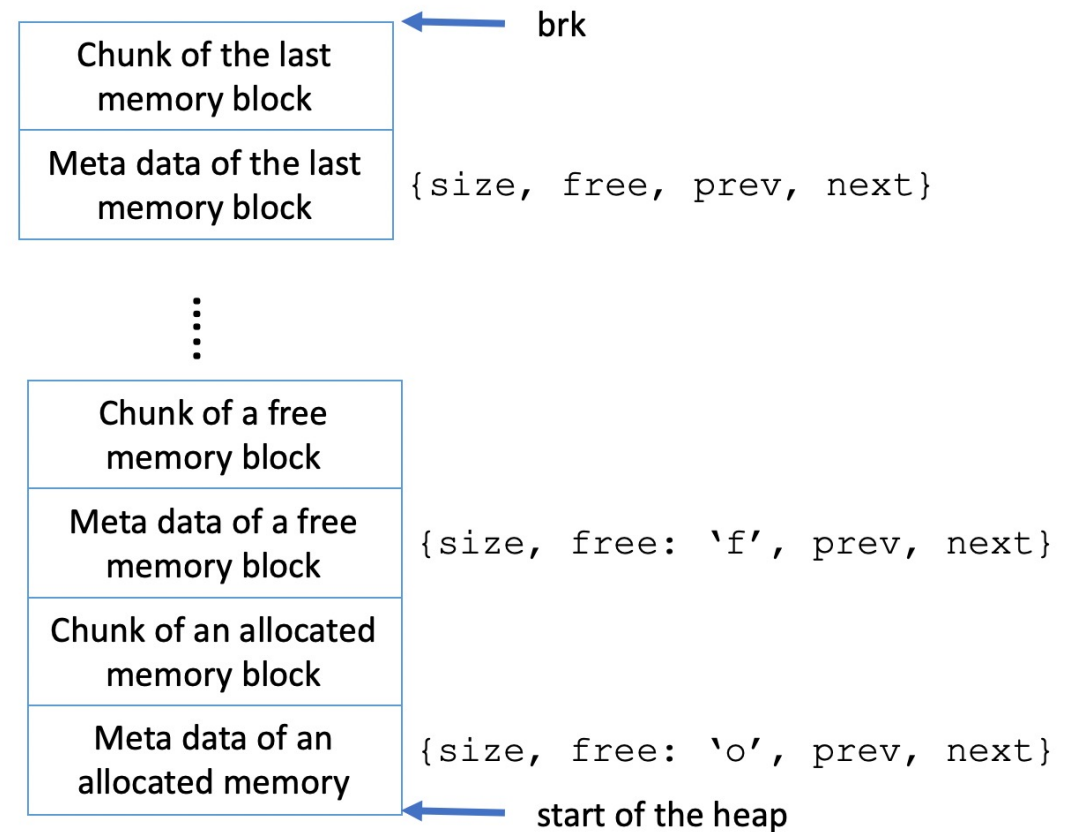 brk
Chunk of the last
memory block
Meta data of the last
memory block
{size, free, prev, next}
Chunk of a free
memory block
Meta data of a free
memory block
{size, free: ‘f’, prev, next}
Chunk of an allocated
memory block
Meta data of an
allocated memory
{size, free: ‘o’, prev, next}
start of the heap